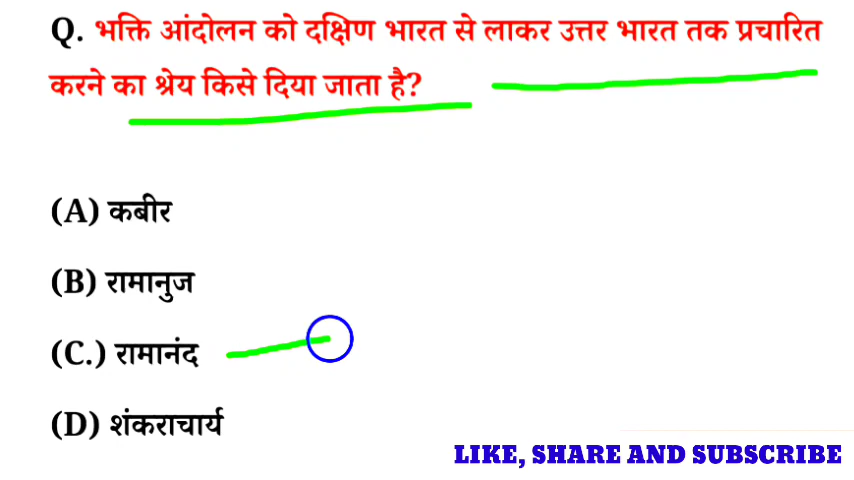 Q. भक्ति आंदोलन को दक्षिण भारत से लाकर उत्तर भारत तक प्रचारित
करने का श्रेय किसे दिया जाता है?
(A) कबीर
(B) रामानुज
(C.) रामानंद
(D) शंकराचार्य
LIKE, SHARE AND SUBSCRIBE